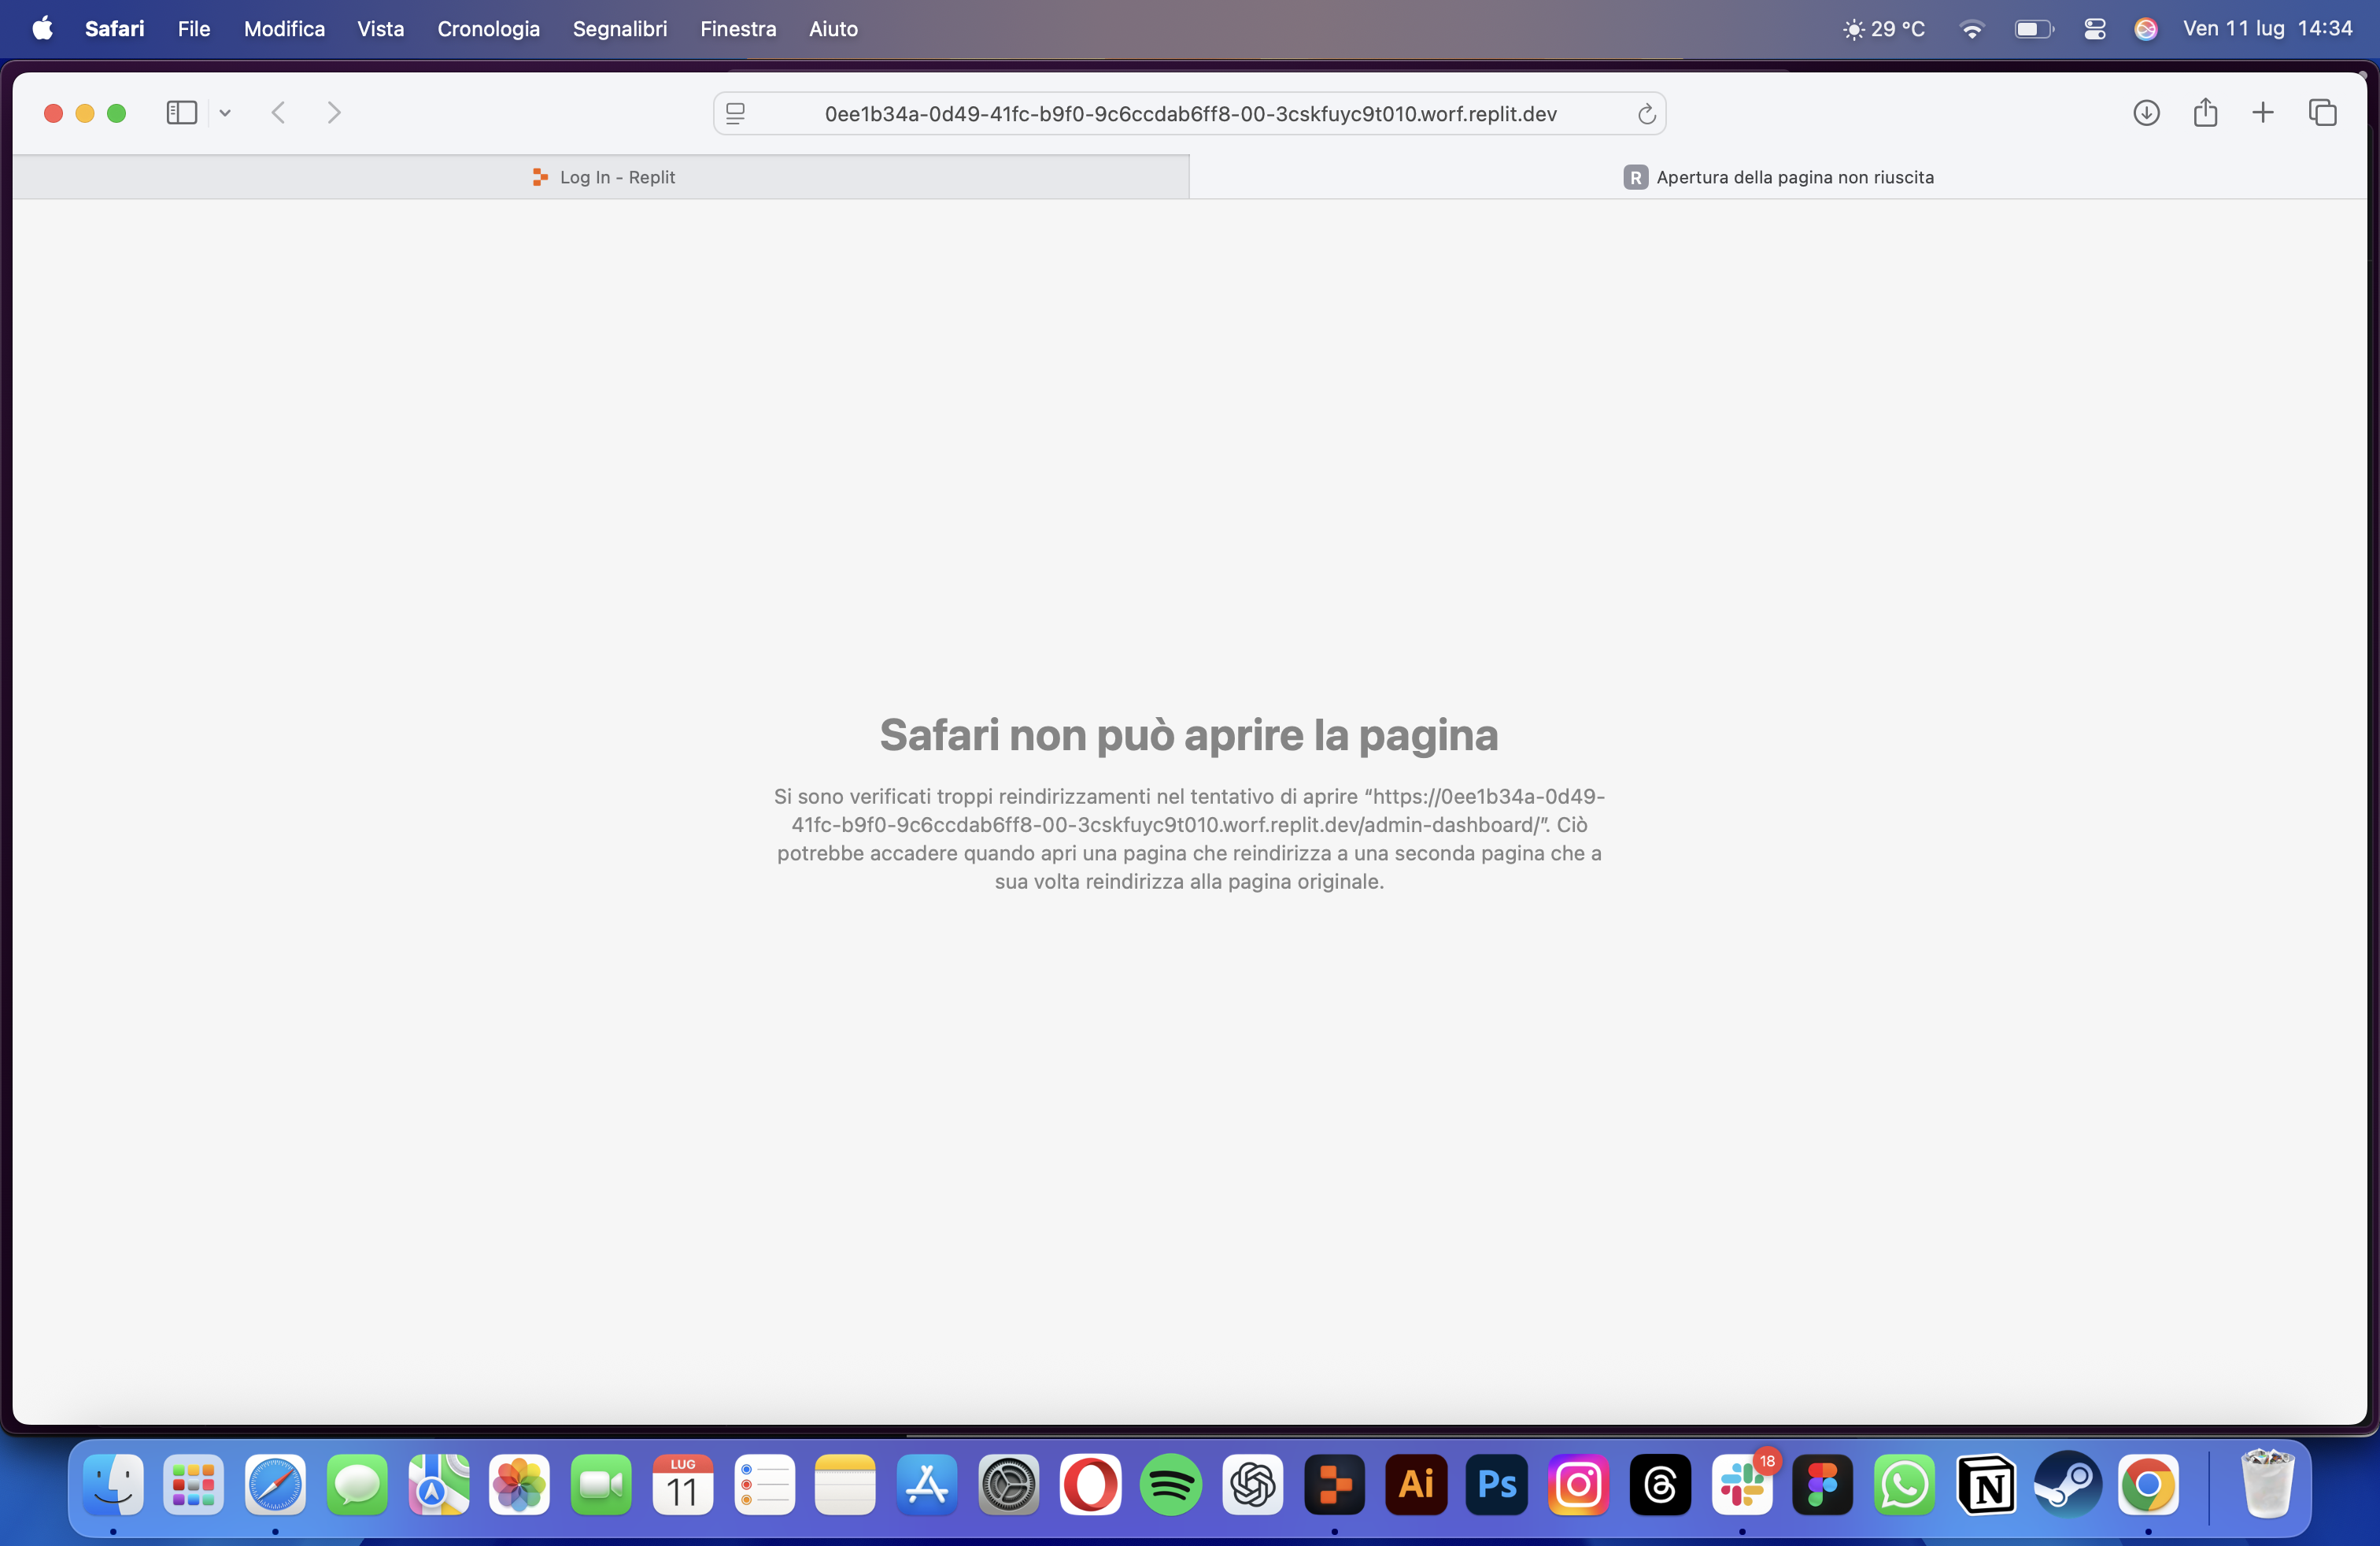 Safari File Modifica Vista Cronologia Segnalibri Finestra Aiuto 29 °C Ven 11 lug 14:34
0ee1b34a-0d49-41fc-b9f0-9c6ccdab6ff8-00-3cskfuyc9t010.worf.replit.dev
Log In - Replit
R Apertura della pagina non riuscita
Safari non può aprire la pagina
Si sono verificati troppi reindirizzamenti nel tentativo di aprire “https://0ee1b34a-0d49-
41fc-b9f0-9c6ccdab6ff8-00-3cskfuyc9t010.worf.replit.dev/admin-dashboard/”. Ciò
potrebbe accadere quando apri una pagina che reindirizza a una seconda pagina che a
sua volta reindirizza alla pagina originale.
LUG
11
Ai
Ps
18
N